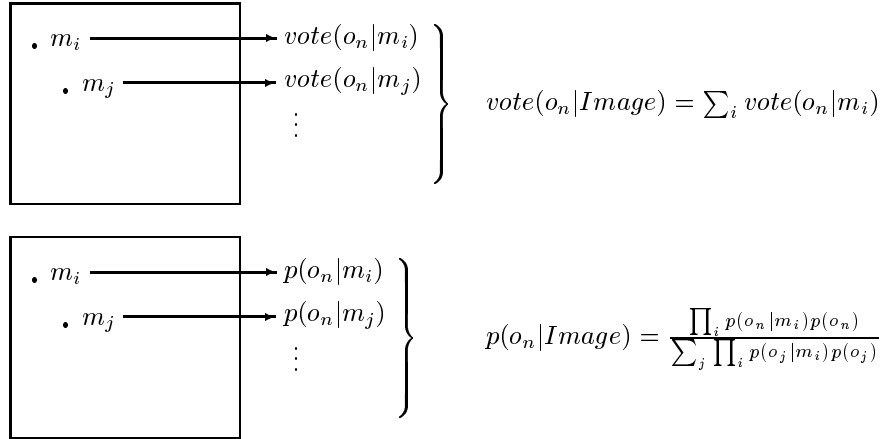 m_i vote(o_n|m_i)
m_j vote(o_n|m_j)
⋮
vote(o_n|Image) = ∑_i vote(o_n|m_i)
m_i p(o_n|m_i)
m_j p(o_n|m_j)
⋮
p(o_n|Image) = \frac{∏_i p(o_n|m_i)p(o_n)}{∑_j ∏_i p(o_j|m_i)p(o_j)}